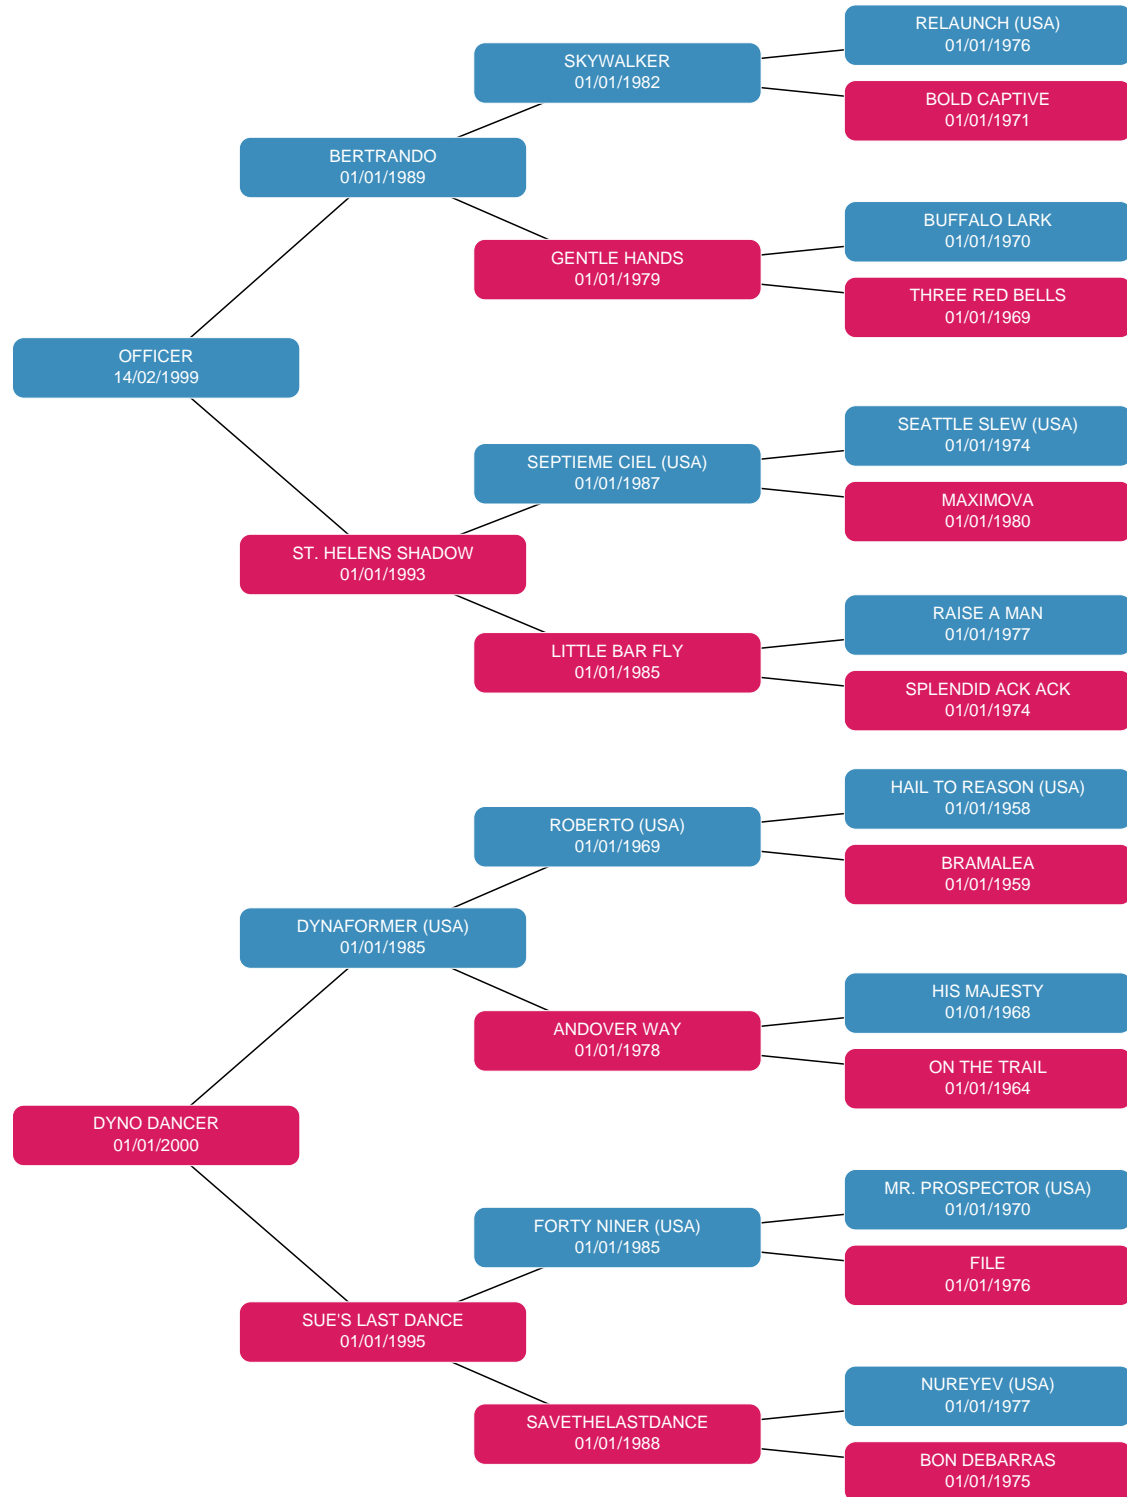 RELAUNCH (USA)
01/01/1976
SKYWALKER
01/01/1982
BOLD CAPTIVE
01/01/1971
BERTRANDO
01/01/1989
BUFFALO LARK
01/01/1970
GENTLE HANDS
01/01/1979
THREE RED BELLS
01/01/1969
OFFICER
14/02/1999
SEATTLE SLEW (USA)
01/01/1974
SEPTIEME CIEL (USA)
01/01/1987
MAXIMOVA
01/01/1980
ST. HELENS SHADOW
01/01/1993
RAISE A MAN
01/01/1977
LITTLE BAR FLY
01/01/1985
SPLENDID ACK ACK
01/01/1974
HAIL TO REASON (USA)
01/01/1958
ROBERTO (USA)
01/01/1969
BRAMALEA
01/01/1959
DYNAFORMER (USA)
01/01/1985
HIS MAJESTY
01/01/1968
ANDOVER WAY
01/01/1978
ON THE TRAIL
01/01/1964
DYNO DANCER
01/01/2000
MR. PROSPECTOR (USA)
01/01/1970
FORTY NINER (USA)
01/01/1985
FILE
01/01/1976
SUE'S LAST DANCE
01/01/1995
NUREYEV (USA)
01/01/1977
SAVETHELASTDANCE
01/01/1988
BON DEBARRAS
01/01/1975